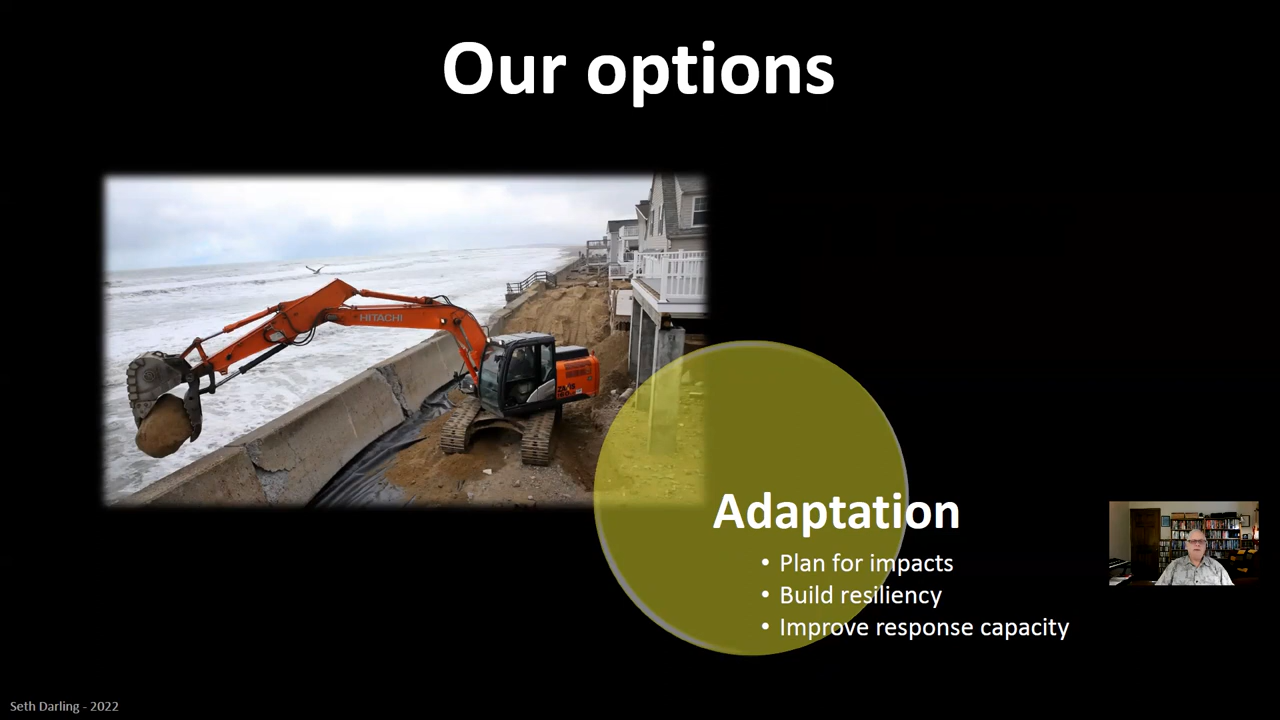 Our options
HITACHI
Adaptation
• Plan for impacts
• Build resiliency
• Improve response capacity
Seth Darling - 2022